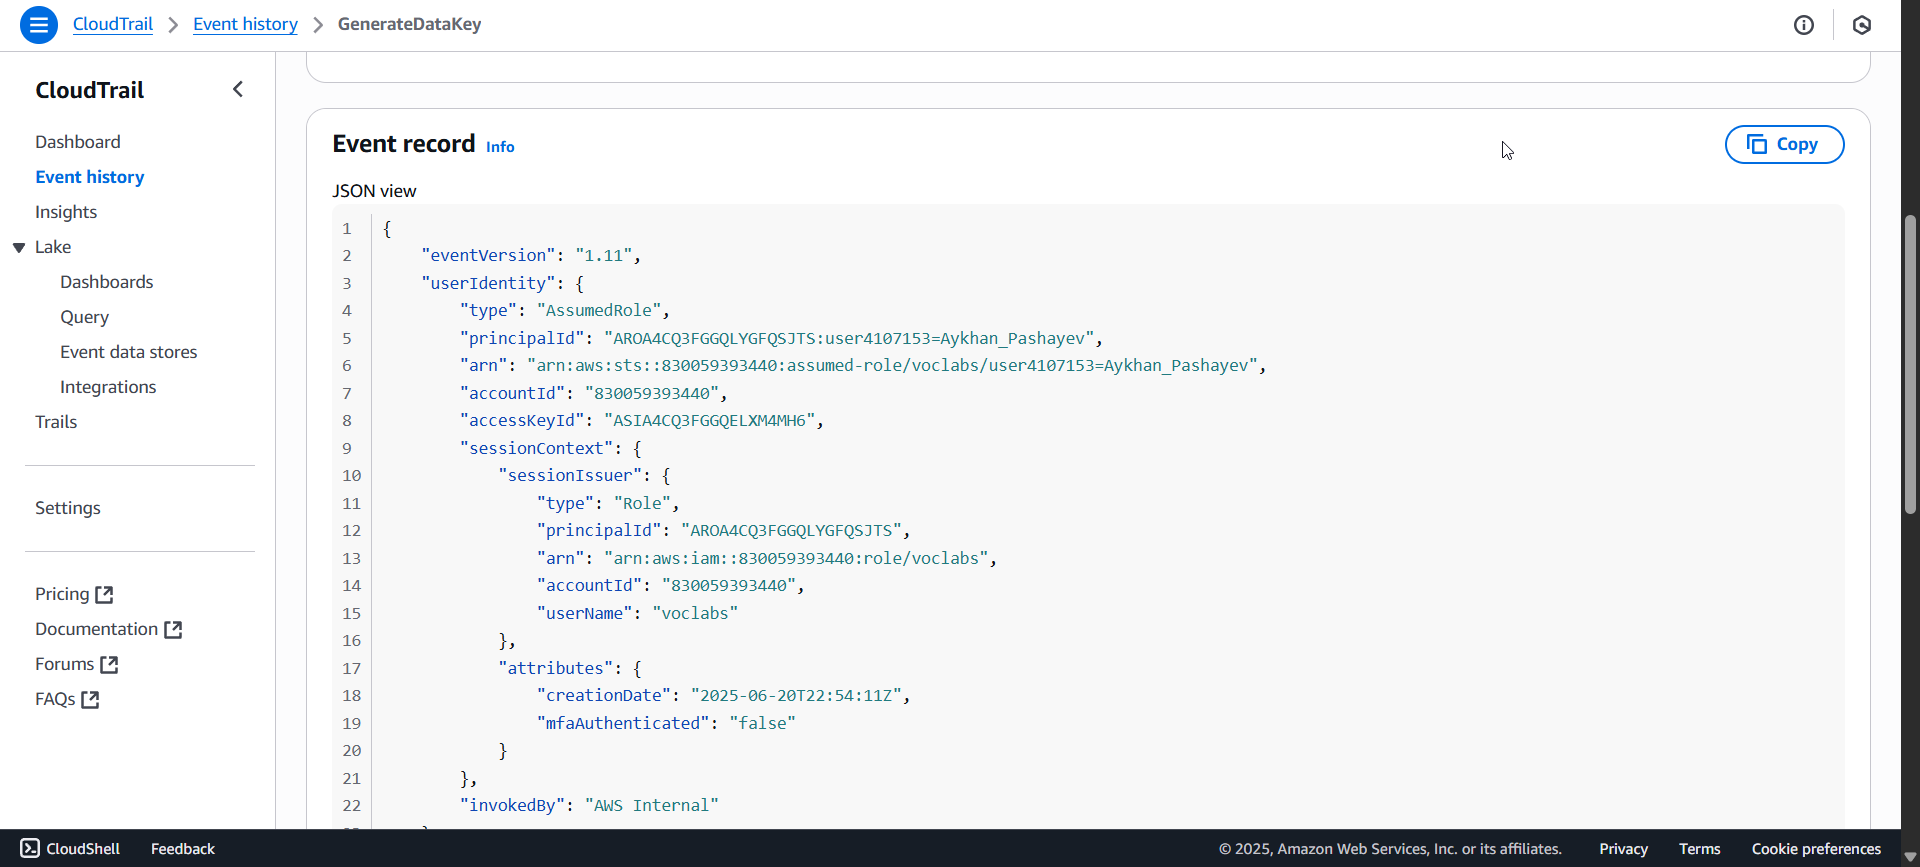 CloudTrail > Event history > GenerateDataKey
CloudTrail
Dashboard
Event history
Insights
Lake
Dashboards
Query
Event data stores
Integrations
Trails
Settings
Pricing
Documentation
Forums
FAQs
Event record Info
Copy
JSON view
1 {
2 "eventVersion": "1.11",
3 "userIdentity": {
4 "type": "AssumedRole",
5 "principalId": "AROA4CQ3FGGQLYGFQSJTS:user4107153=Aykhan_Pashayev",
6 "arn": "arn:aws:sts::830059393440:assumed-role/voclabs/user4107153=Aykhan_Pashayev",
7 "accountId": "830059393440",
8 "accessKeyId": "ASIA4CQ3FGGQELXM4MH6",
9 "sessionContext": {
10 "sessionIssuer": {
11 "type": "Role",
12 "principalId": "AROA4CQ3FGGQLYGFQSJTS",
13 "arn": "arn:aws:iam::830059393440:role/voclabs",
14 "accountId": "830059393440",
15 "userName": "voclabs"
16 },
17 "attributes": {
18 "creationDate": "2025-06-20T22:54:11Z",
19 "mfaAuthenticated": "false"
20 }
21 },
22 "invokedBy": "AWS Internal"
CloudShell Feedback © 2025, Amazon Web Services, Inc. or its affiliates. Privacy Terms Cookie preferences